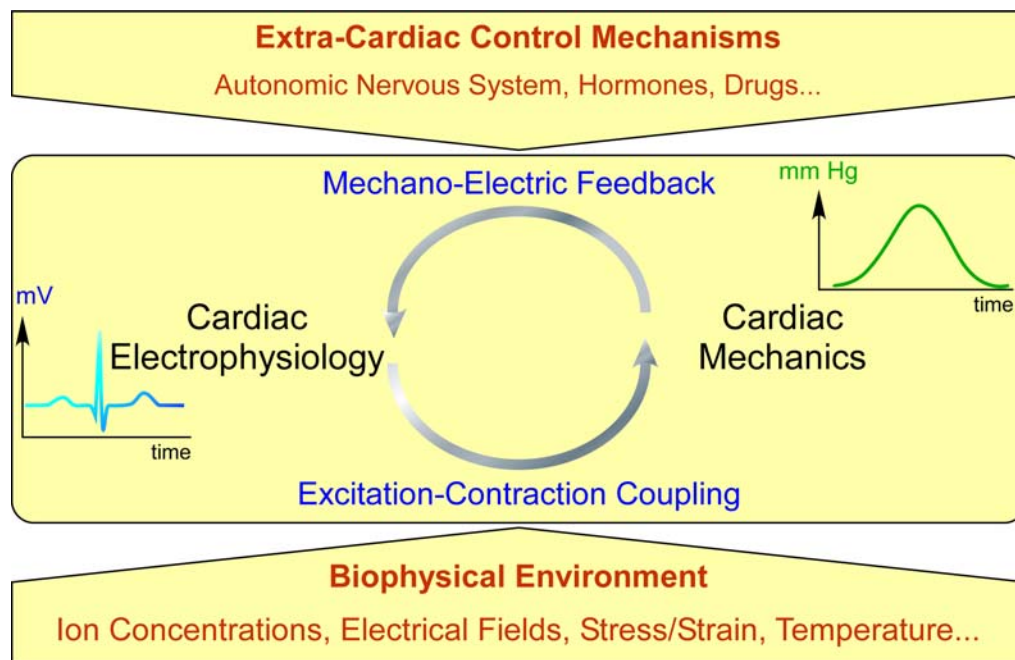 Extra-Cardiac Control Mechanisms
Autonomic Nervous System, Hormones, Drugs...
Mechano-Electric Feedback
mm Hg
time
mV
Cardiac
Electrophysiology
time
Cardiac
Mechanics
Excitation-Contraction Coupling
Biophysical Environment
Ion Concentrations, Electrical Fields, Stress/Strain, Temperature...